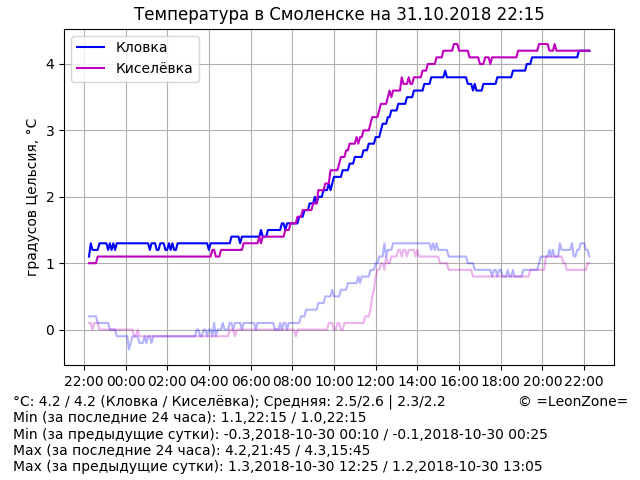 Температура в Смоленске на 31.10.2018 22:15
Кловка
Киселёвка
градусов Цельсия, °C
4
3
2
1
0
22:00 00:00 02:00 04:00 06:00 08:00 10:00 12:00 14:00 16:00 18:00 20:00 22:00
°C: 4.2 / 4.2 (Кловка / Киселёвка); Средняя: 2.5/2.6 | 2.3/2.2 © =LeonZone=
Min (за последние 24 часа): 1.1,22:15 / 1.0,22:15
Min (за предыдущие сутки): -0.3,2018-10-30 00:10 / -0.1,2018-10-30 00:25
Max (за последние 24 часа): 4.2,21:45 / 4.3,15:45
Max (за предыдущие сутки): 1.3,2018-10-30 12:25 / 1.2,2018-10-30 13:05